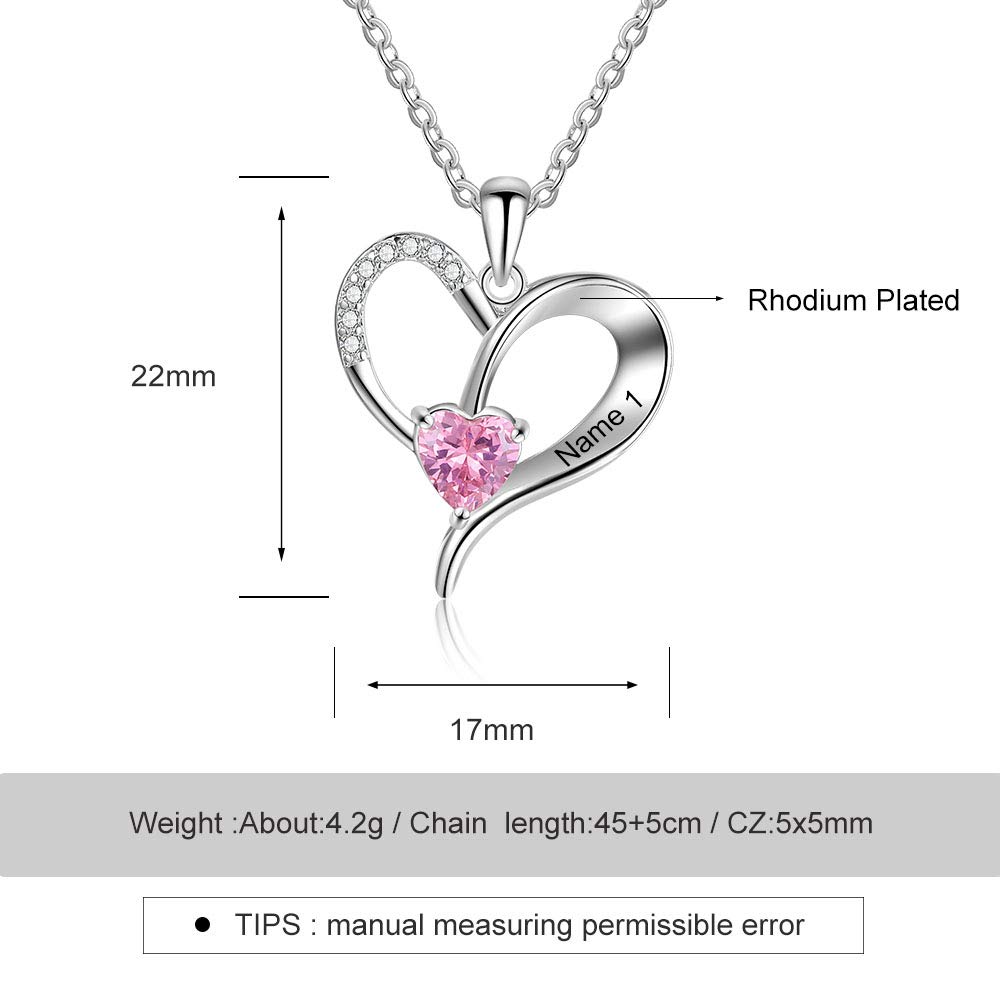 Rhodium Plated
22mm
Name 1
17mm
Weight :About:4.2g / Chain  length:45+5cm / CZ:5x5mm
● TIPS : manual measuring permissible error